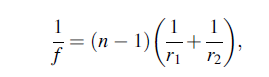 1/f = (n − 1)(1/r₁ + 1/r₂),